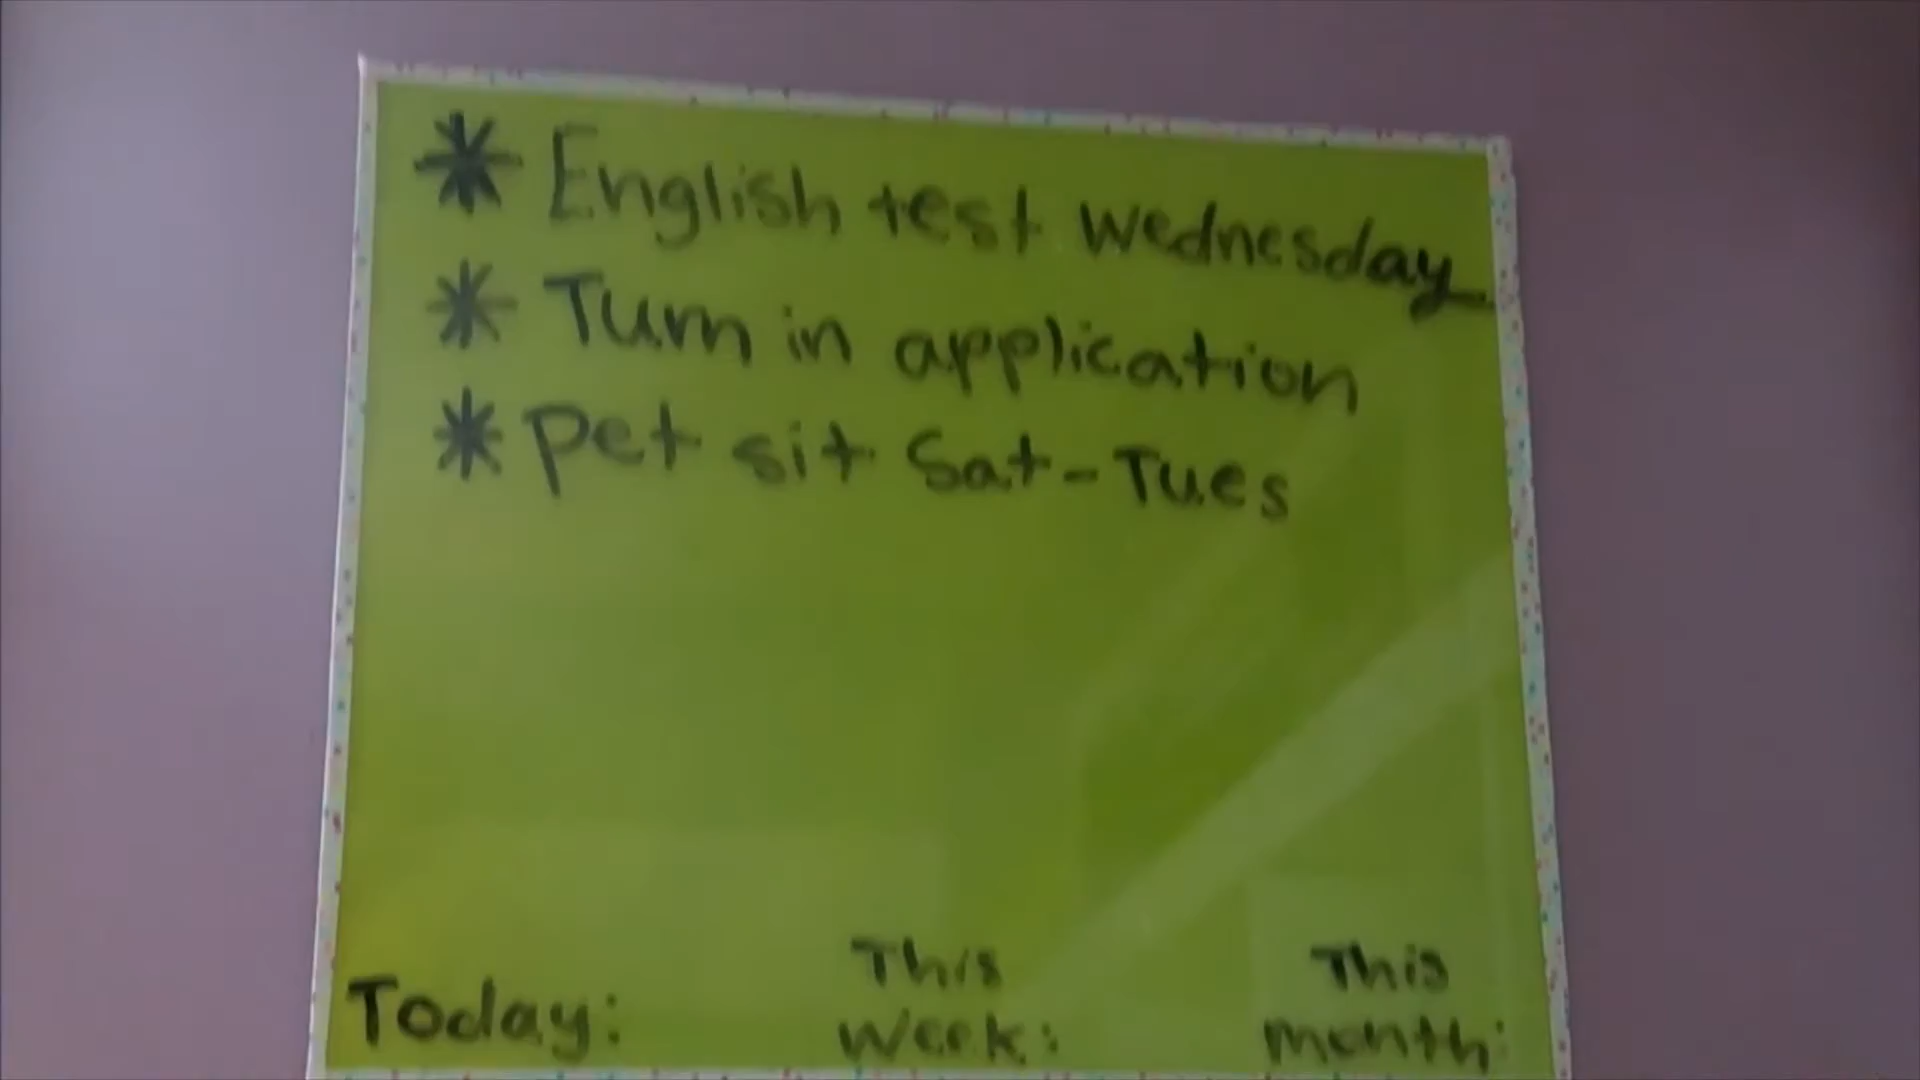 * English test Wednesday
* Turn in application
* Pet sit Sat-Tues
Today:
This
Week:
This
month: